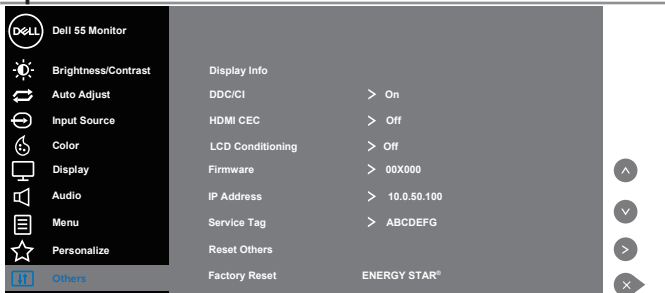 DELL Dell 55 Monitor
Brightness/Contrast Display Info
Auto Adjust DDC/CI > On
Input Source HDMI CEC > Off
Color LCD Conditioning > Off
Display Firmware > 00X000
Audio IP Address > 10.0.50.100
Menu Service Tag > ABCDEFG
Personalize Reset Others
Others Factory Reset ENERGY STAR®